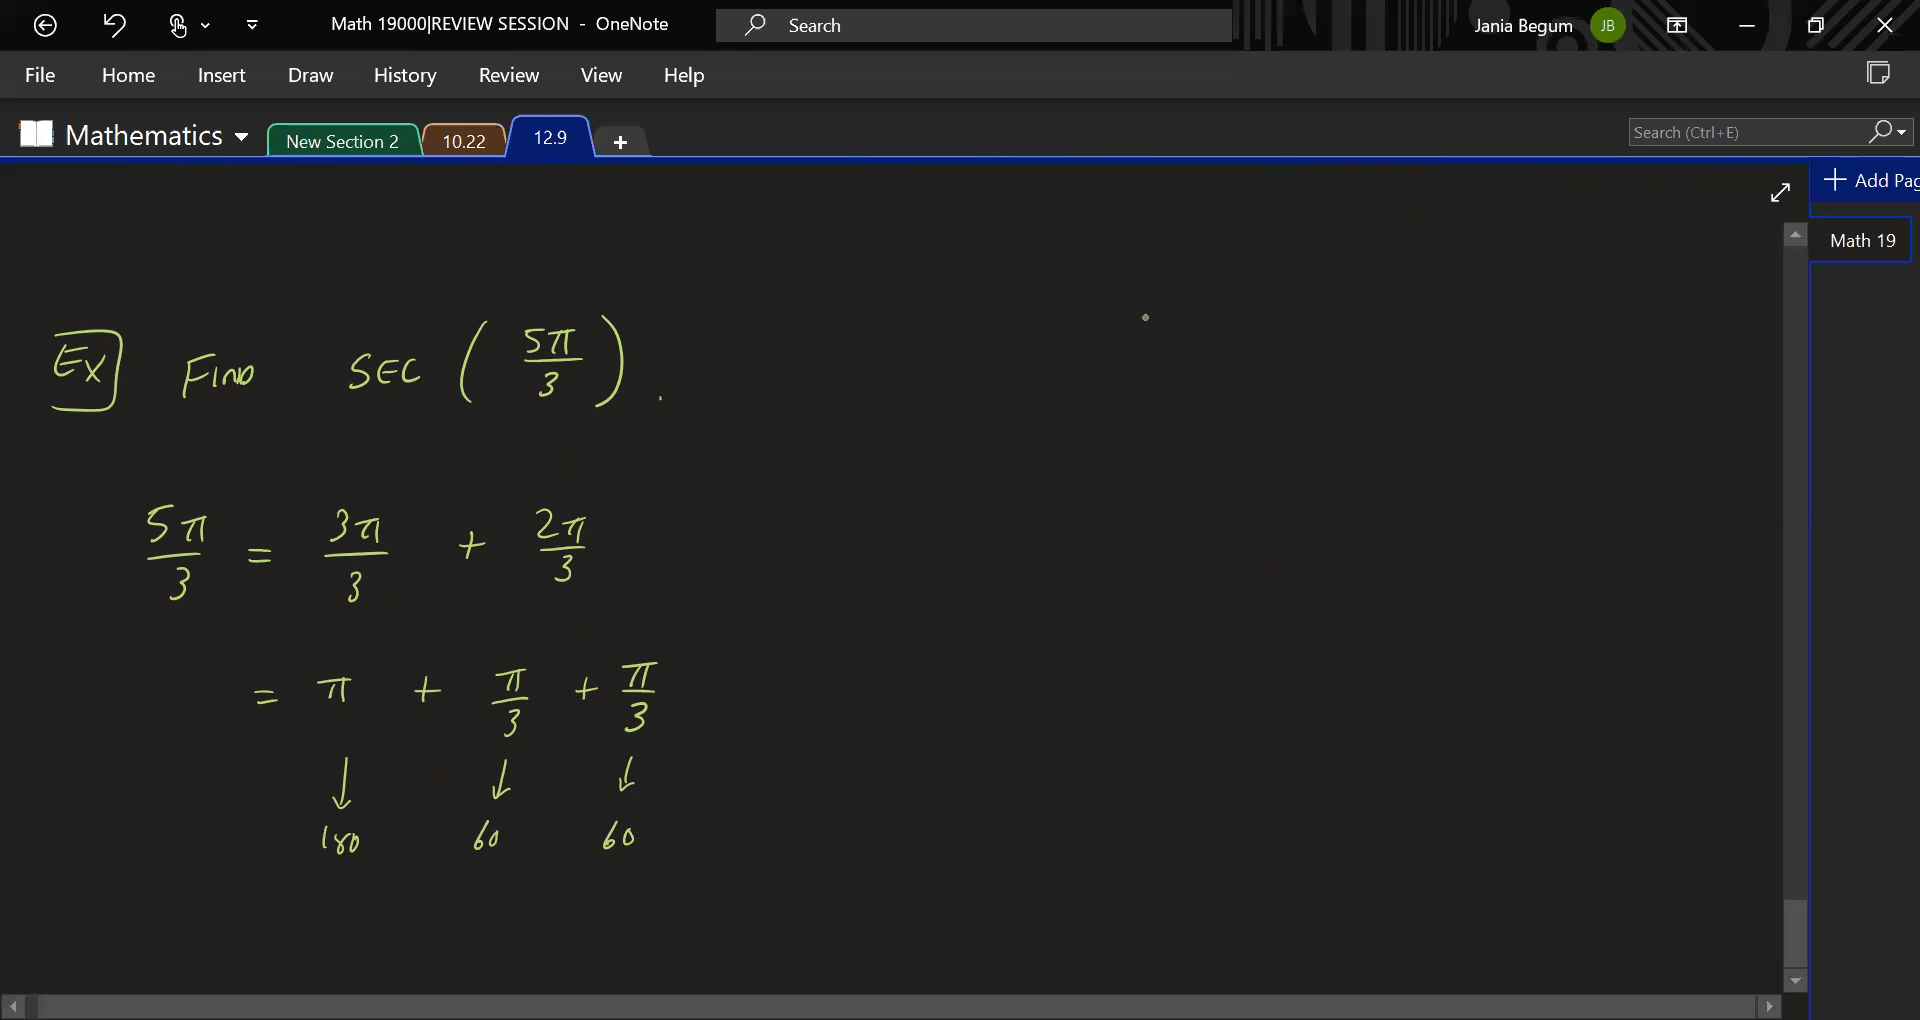 Math 19000|REVIEW SESSION - OneNote
Search
Jania Begum JB
File Home Insert Draw History Review View Help
Mathematics New Section 2 10.22 12.9 +
Search (Ctrl+E)
+ Add Pag
Math 19
EX FIND SEC ( 5π/3 ) .
5π/3 = 3π/3 + 2π/3
= π + π/3 + π/3
↓ ↓ ↓
180 60 60